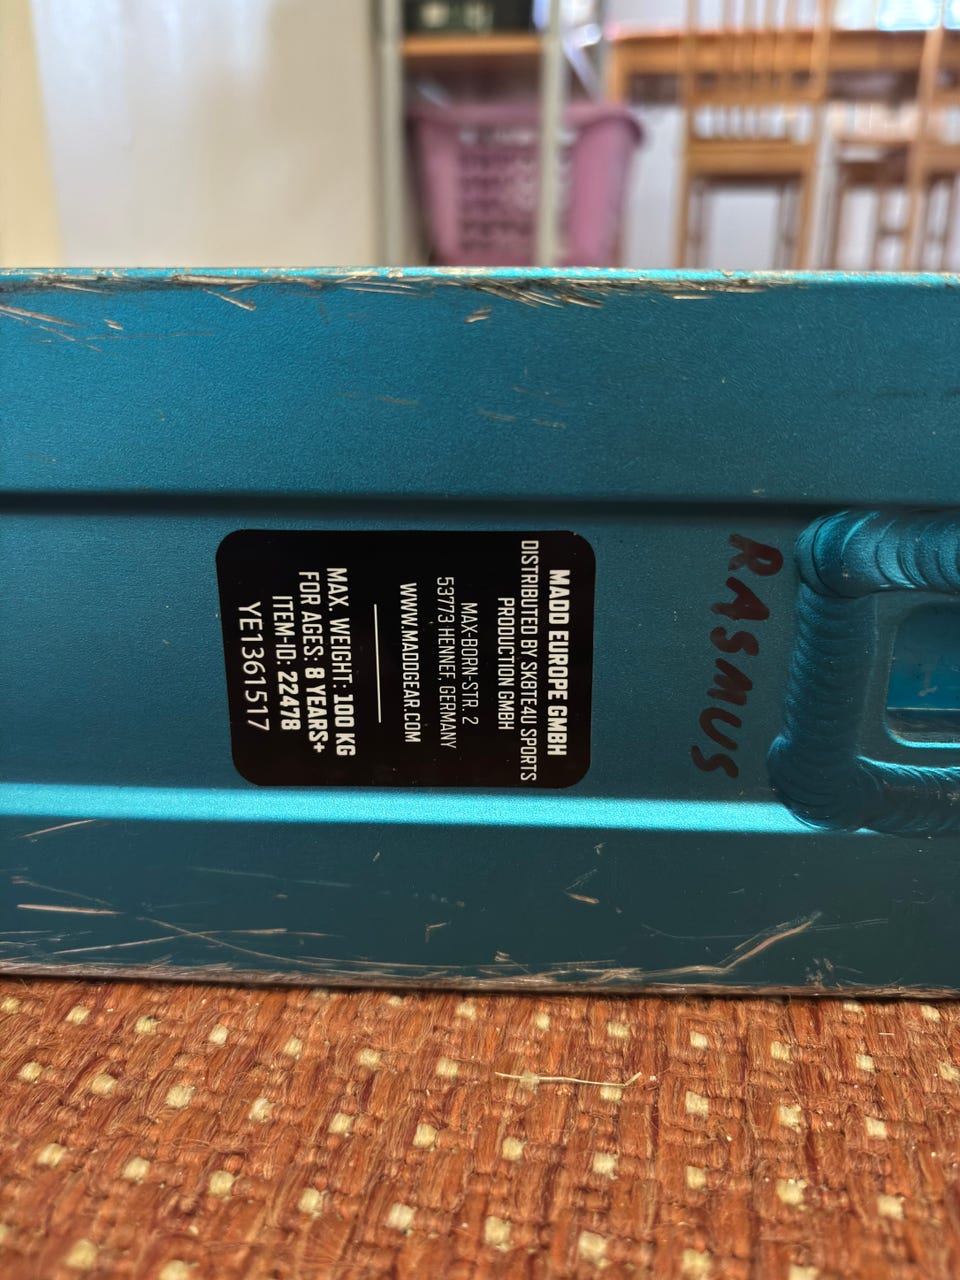 MADD EUROPE GMBH
DISTRIBUTED BY SK8TE4U SPORTS
PRODUCTION GMBH
MAX-BORN-STR. 2
53773 HENNEF, GERMANY
WWW.MADDGEAR.COM
MAX. WEIGHT: 100 KG
FOR AGES: 8 YEARS+
ITEM-ID: 22478
YE1361517
RASMUS